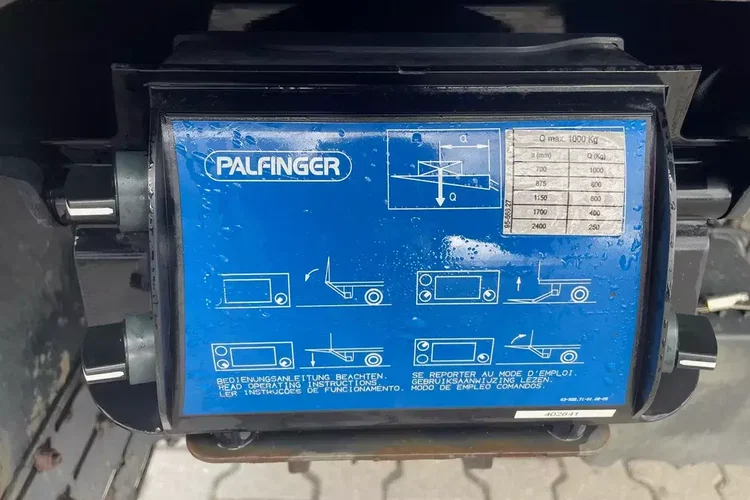 PALFINGER
a
Q
Q max. 1000 Kg
a (mm) Q (Kg)
700 1000
875 800
1150 600
1700 400
2400 250
BEDIENUNGSANLEITUNG BEACHTEN.
READ OPERATING INSTRUCTIONS
LER INSTRUÇÕES DE FUNCIONAMENTO.
SE REPORTER AU MODE D'EMPLOI.
GEBRUIKSAANWIJZING LEZEN.
MODO DE EMPLEO COMANDOS.
402841